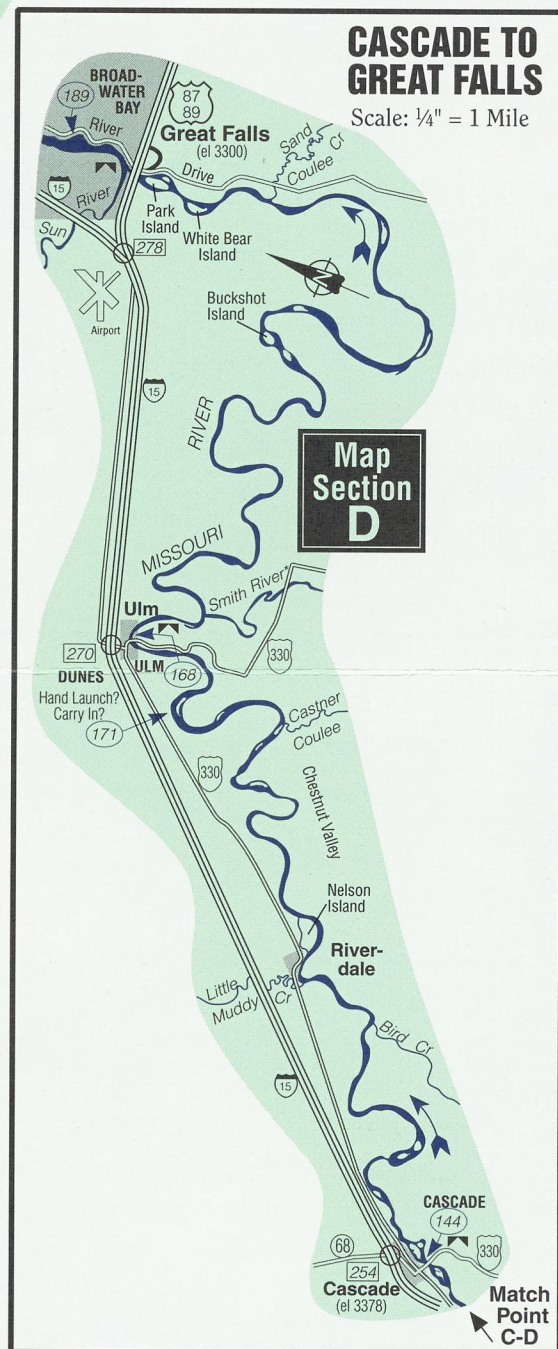 CASCADE TO
GREAT FALLS
Scale: ¼" = 1 Mile
BROAD-
WATER
BAY
189
River
87
89
Great Falls
(el 3300)
Drive
Sand
Coulee
Cr
15
River
Sun
Park
Island
White Bear
Island
278
Airport
N
Buckshot
Island
15
RIVER
Map
Section
D
MISSOURI
Smith River
Ulm
270
ULM
168
330
DUNES
Hand Launch?
Carry In?
171
Castner
Coulee
330
Chestnut Valley
Nelson
Island
River-
dale
Little
Muddy Cr
Bird Cr
15
CASCADE
144
68
330
254
Cascade
(el 3378)
Match
Point
C-D